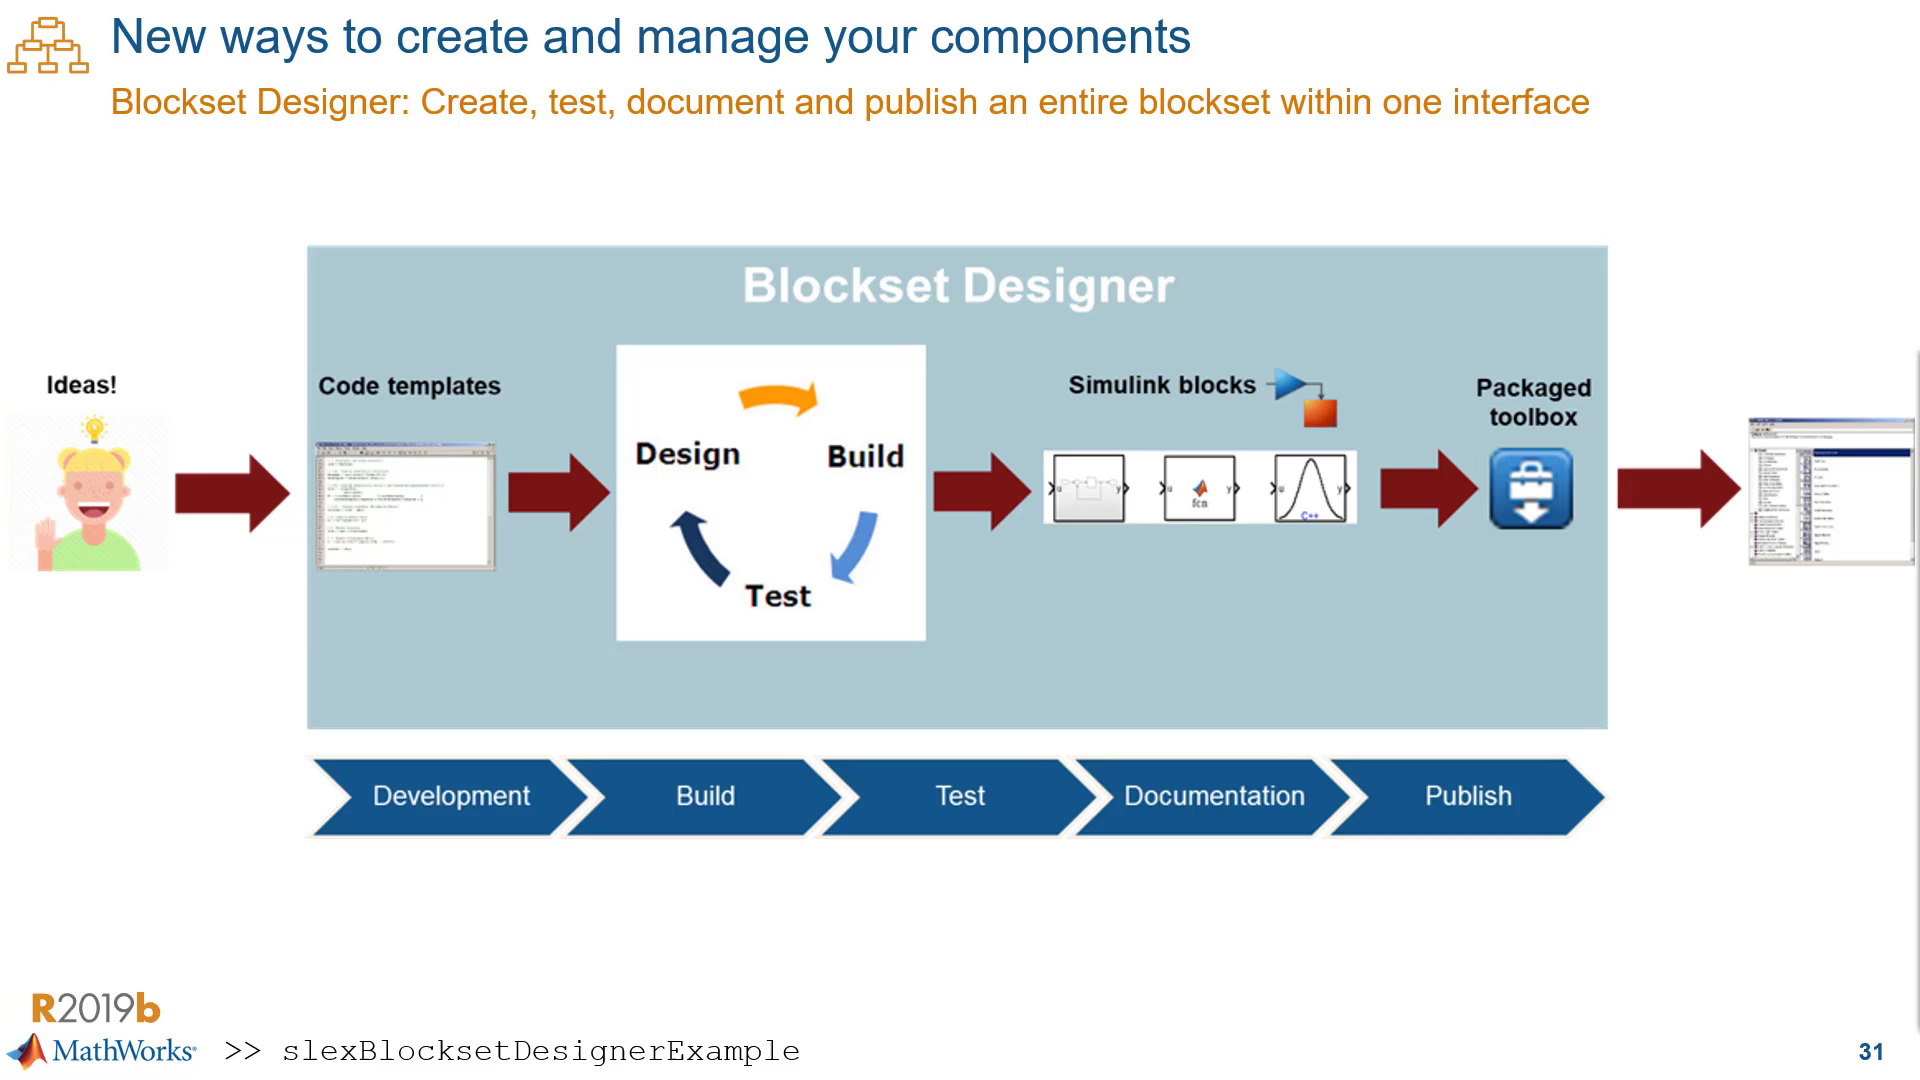 New ways to create and manage your components
Blockset Designer: Create, test, document and publish an entire blockset within one interface
Blockset Designer
Ideas!
Code templates
Design
Build
Test
Simulink blocks
u
y
u
fcn
y
u
C++
y
Packaged
toolbox
Development
Build
Test
Documentation
Publish
R2019b
MathWorks®
>> slexBlocksetDesignerExample
31